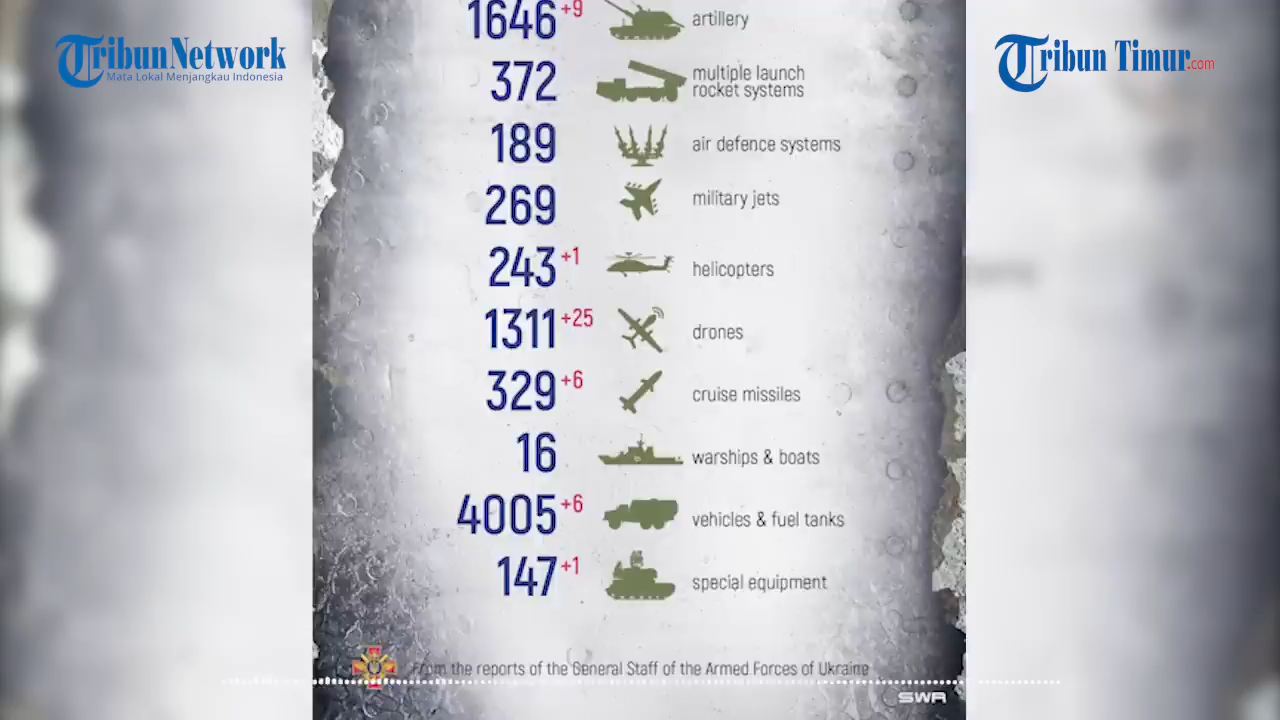 TribunNetwork
Mata Lokal Menjangkau Indonesia
Tribun Timur.com
1646 +9 artillery
372 multiple launch
rocket systems
189 air defence systems
269 military jets
243 +1 helicopters
1311 +25 drones
329 +6 cruise missiles
16 warships & boats
4005 +6 vehicles & fuel tanks
147 +1 special equipment
From the reports of the General Staff of the Armed Forces of Ukraine
SWR